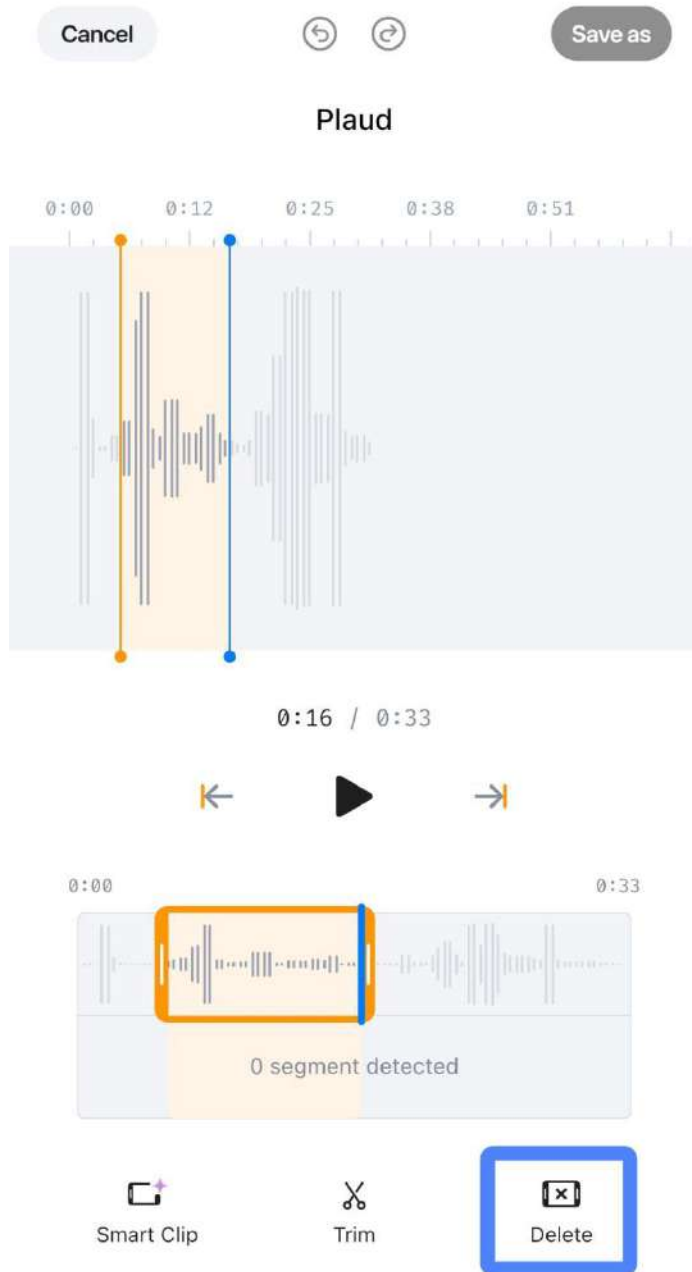 Cancel
Save as
Plaud
0:00 0:12 0:25 0:38 0:51
0:16 / 0:33
0:00 0:33
0 segment detected
Smart Clip Trim Delete